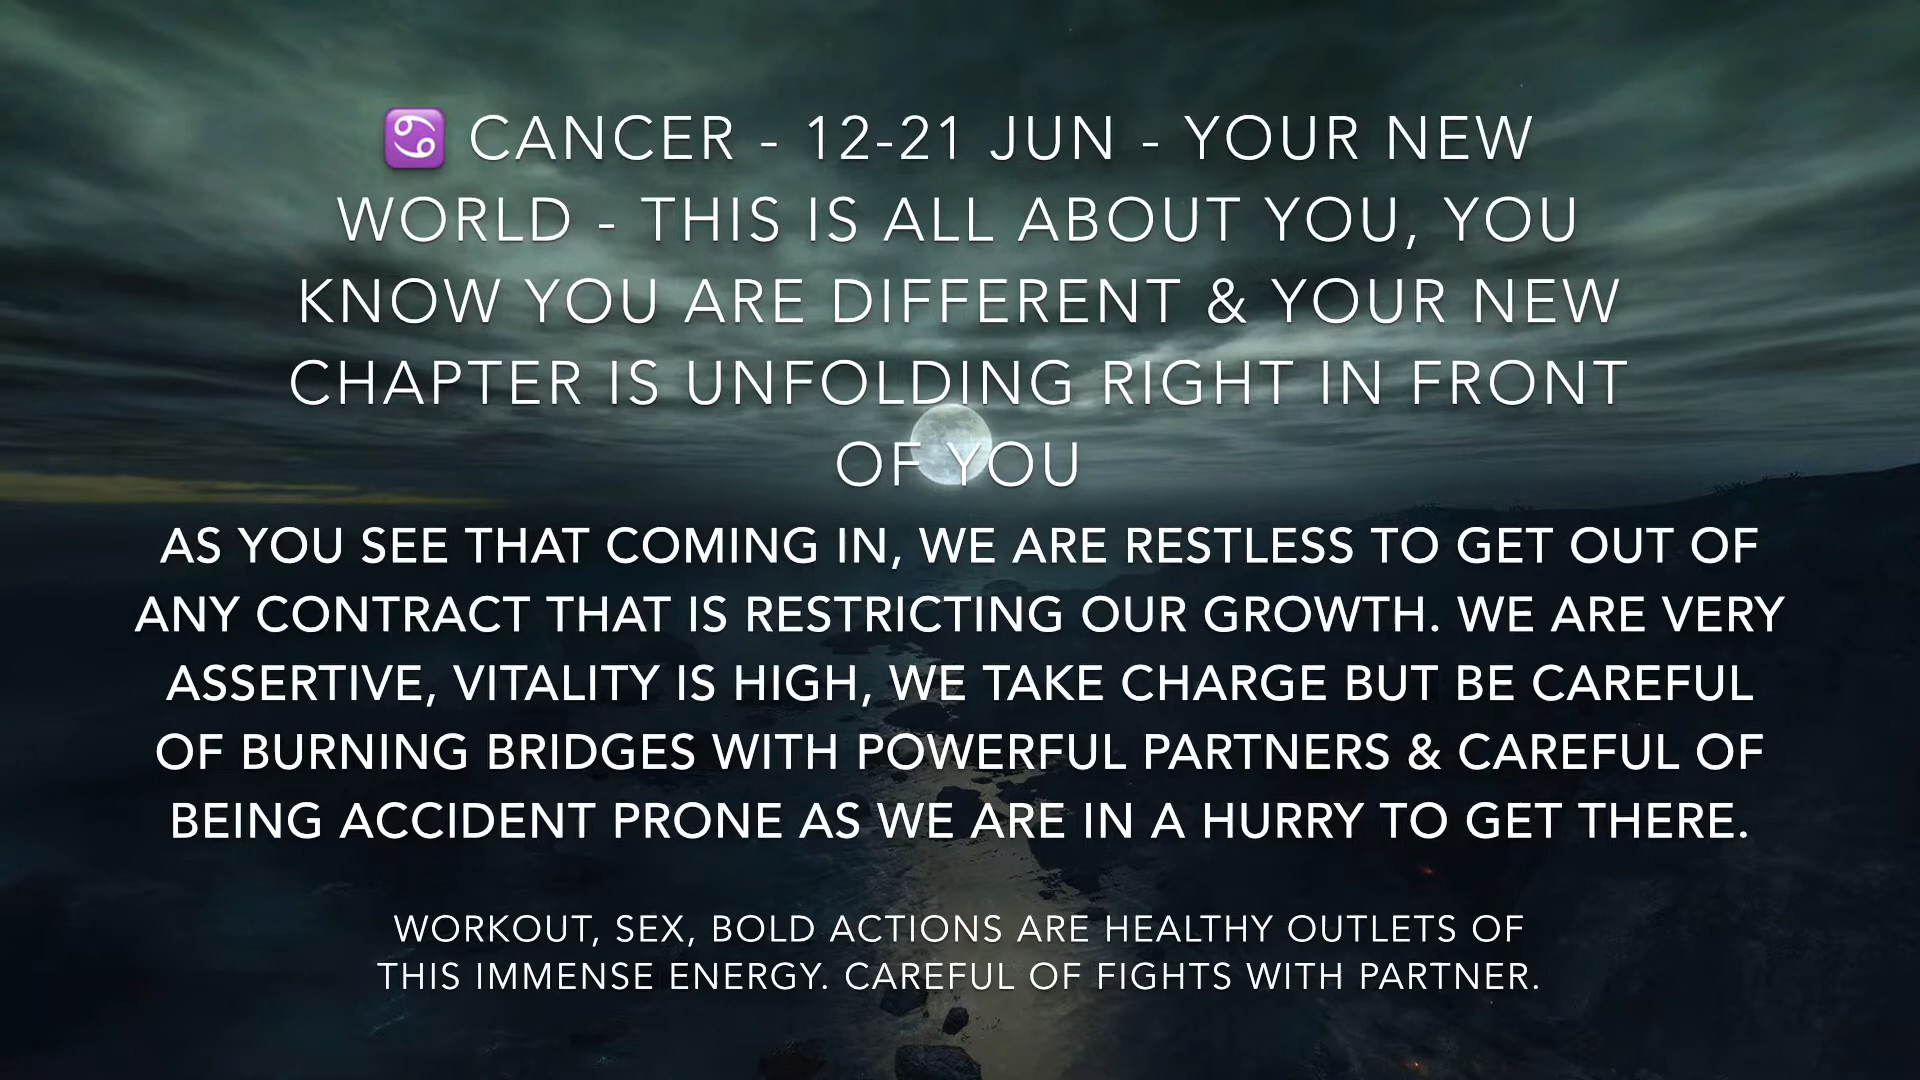 ♋ CANCER - 12-21 JUN - YOUR NEW
WORLD - THIS IS ALL ABOUT YOU, YOU
KNOW YOU ARE DIFFERENT & YOUR NEW
CHAPTER IS UNFOLDING RIGHT IN FRONT
OF YOU
AS YOU SEE THAT COMING IN, WE ARE RESTLESS TO GET OUT OF
ANY CONTRACT THAT IS RESTRICTING OUR GROWTH. WE ARE VERY
ASSERTIVE, VITALITY IS HIGH, WE TAKE CHARGE BUT BE CAREFUL
OF BURNING BRIDGES WITH POWERFUL PARTNERS & CAREFUL OF
BEING ACCIDENT PRONE AS WE ARE IN A HURRY TO GET THERE.
WORKOUT, SEX, BOLD ACTIONS ARE HEALTHY OUTLETS OF
THIS IMMENSE ENERGY. CAREFUL OF FIGHTS WITH PARTNER.